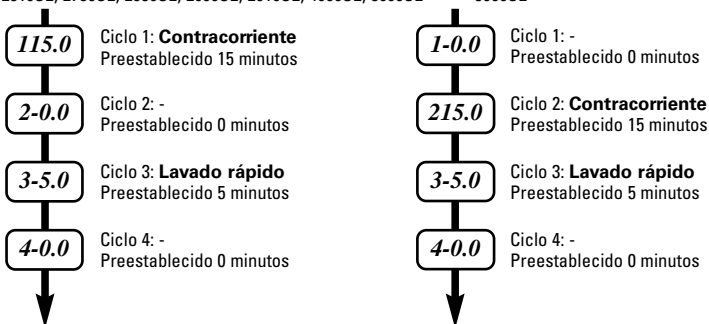 115.0
Ciclo 1: Contracorriente
Preestablecido 15 minutos
2-0.0
Ciclo 2: -
Preestablecido 0 minutos
3-5.0
Ciclo 3: Lavado rápido
Preestablecido 5 minutos
4-0.0
Ciclo 4: -
Preestablecido 0 minutos
1-0.0
Ciclo 1: -
Preestablecido 0 minutos
215.0
Ciclo 2: Contracorriente
Preestablecido 15 minutos
3-5.0
Ciclo 3: Lavado rápido
Preestablecido 5 minutos
4-0.0
Ciclo 4: -
Preestablecido 0 minutos